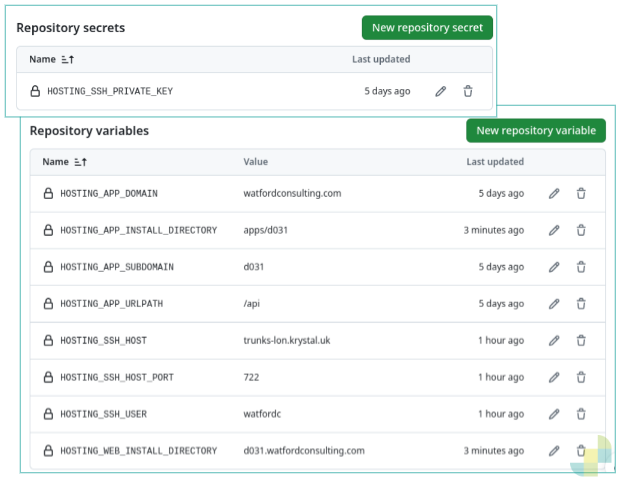 Repository secrets New repository secret
Name Last updated
HOSTING_SSH_PRIVATE_KEY 5 days ago
Repository variables New repository variable
Name Value Last updated
HOSTING_APP_DOMAIN watfordconsulting.com 5 days ago
HOSTING_APP_INSTALL_DIRECTORY apps/d031 3 minutes ago
HOSTING_APP_SUBDOMAIN d031 5 days ago
HOSTING_APP_URLPATH /api 5 days ago
HOSTING_SSH_HOST trunks-lon.krystal.uk 1 hour ago
HOSTING_SSH_HOST_PORT 722 1 hour ago
HOSTING_SSH_USER watfordc 1 hour ago
HOSTING_WEB_INSTALL_DIRECTORY d031.watfordconsulting.com 3 minutes ago